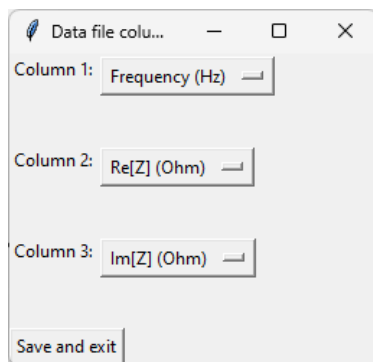 Data file colu...
Column 1: Frequency (Hz)
Column 2: Re[Z] (Ohm)
Column 3: Im[Z] (Ohm)
Save and exit